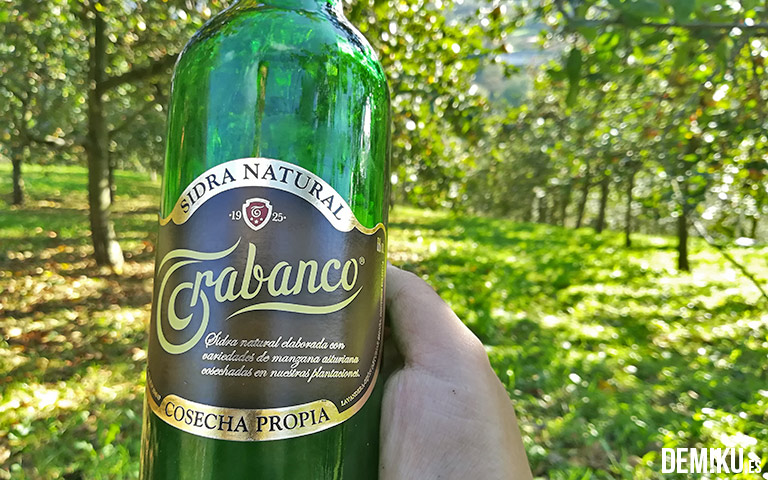 SIDRA NATURAL
·19 25·
Trabanco®
Sidra natural elaborada con
variedades de manzana asturiana
cosechadas en nuestras plantaciones.
COSECHA PROPIA
DEMIKU.ES